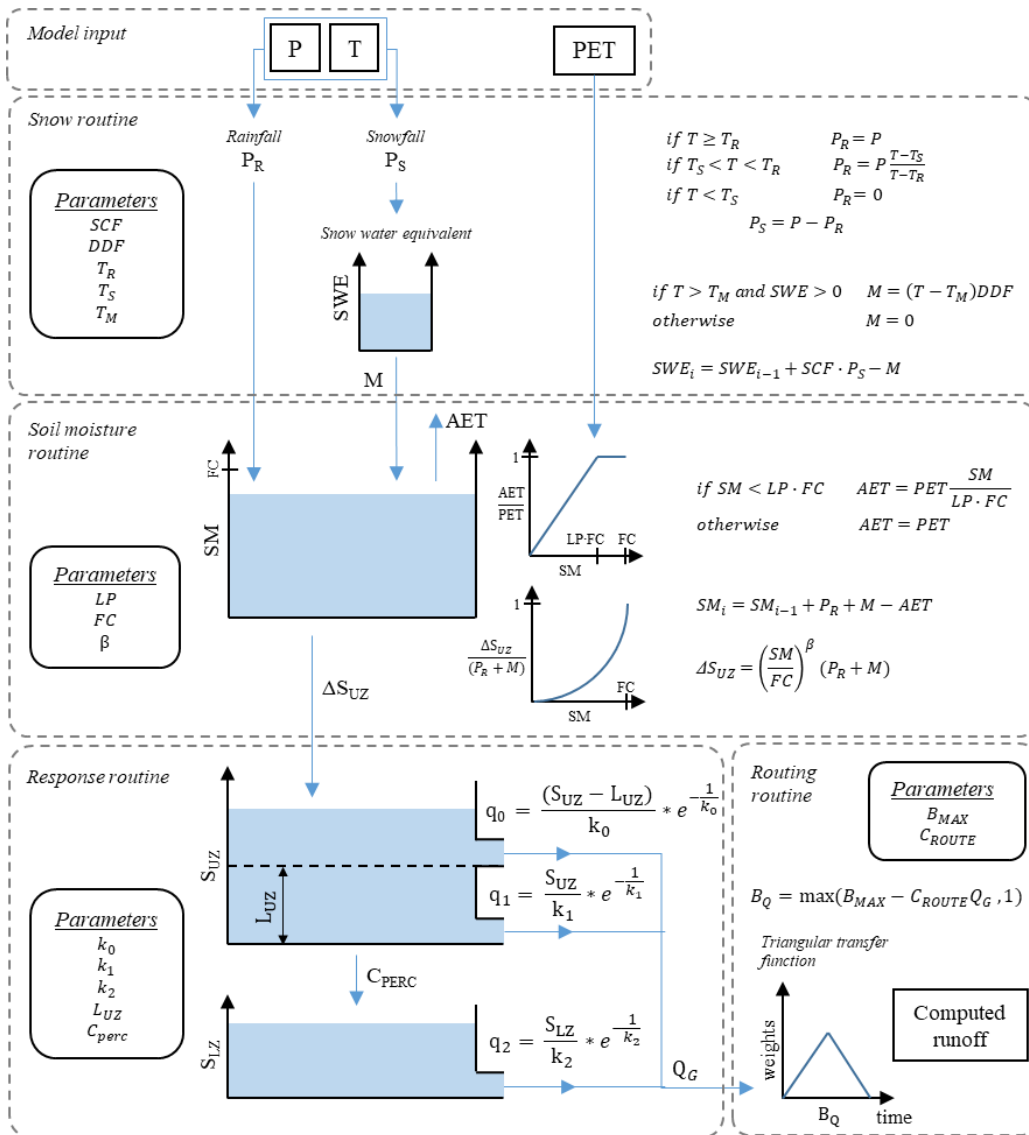 Model input
P
T
PET
Snow routine
Rainfall
P_R
Snowfall
P_S
Parameters
SCF
DDF
T_R
T_S
T_M
Snow water equivalent
SWE
M
if T ≥ T_R P_R = P
if T_S < T < T_R P_R = P (T−T_S)/(T−T_R)
if T < T_S P_R = 0
P_S = P − P_R
if T > T_M and SWE > 0 M = (T − T_M)DDF
otherwise M = 0
SWE_i = SWE_{i−1} + SCF · P_S − M
Soil moisture
routine
Parameters
LP
FC
β
FC
SM
AET
1
AET/PET
LP·FC
FC
SM
if SM < LP · FC AET = PET SM/(LP · FC)
otherwise AET = PET
1
ΔS_UZ/(P_R + M)
FC
SM
SM_i = SM_{i−1} + P_R + M − AET
ΔS_UZ = (SM/FC)^β (P_R + M)
ΔS_UZ
Response routine
Parameters
k_0
k_1
k_2
L_UZ
C_perc
S_UZ
L_UZ
q_0 = (S_UZ − L_UZ)/k_0 * e^{−1/k_0}
q_1 = S_UZ/k_1 * e^{−1/k_1}
C_PERC
S_LZ
q_2 = S_LZ/k_2 * e^{−1/k_2}
Q_G
Routing
routine
Parameters
B_MAX
C_ROUTE
B_Q = max(B_MAX − C_ROUTE Q_G , 1)
Triangular transfer
function
weights
B_Q
time
Computed
runoff